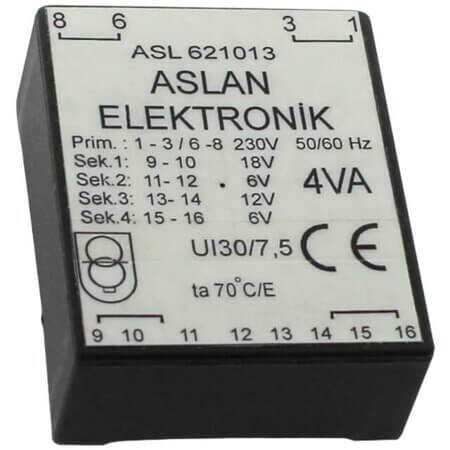 8 6 3 1
ASL 621013
ASLAN
ELEKTRONİK
Prim. : 1 - 3 / 6 -8 230V 50/60 Hz
Sek.1: 9 - 10 18V
Sek.2: 11- 12 . 6V 4VA
Sek.3: 13- 14 12V
Sek.4: 15 - 16 6V
UI30/7,5 CE
ta 70°C/E
9 10 11 12 13 14 15 16